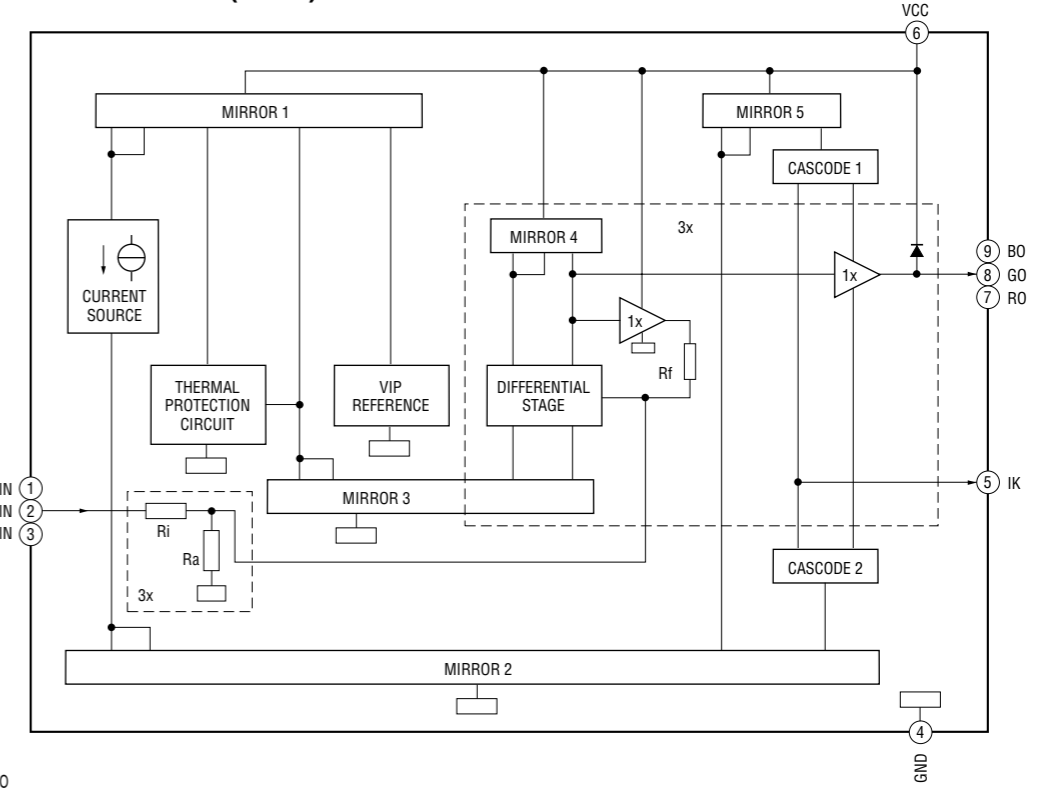 VCC
6
MIRROR 1
MIRROR 5
CASCODE 1
3x
MIRROR 4
CURRENT
SOURCE
1x
1x
9 BO
8 GO
7 RO
Rf
THERMAL
PROTECTION
CIRCUIT
VIP
REFERENCE
DIFFERENTIAL
STAGE
MIRROR 3
5 IK
IN 1
IN 2
IN 3
Ri
Ra
3x
CASCODE 2
MIRROR 2
4
GND